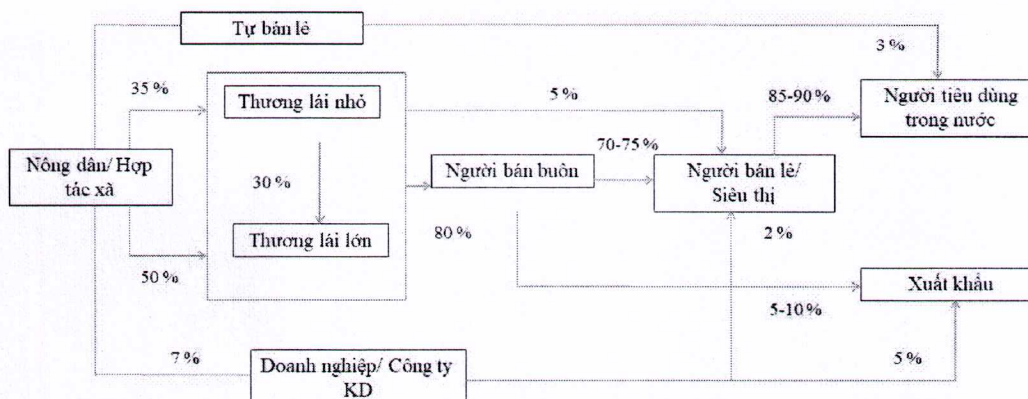 Tự bán lẻ
3 %
35 %
Thương lái nhỏ
5 %
85-90 %
Người tiêu dùng
trong nước
70-75 %
Nông dân/ Hợp
tác xã
30 %
Người bán buôn
Người bán lẻ/
Siêu thị
Thương lái lớn
80 %
2 %
50 %
Xuất khẩu
5-10 %
7 %
Doanh nghiệp/ Công ty
KD
5 %